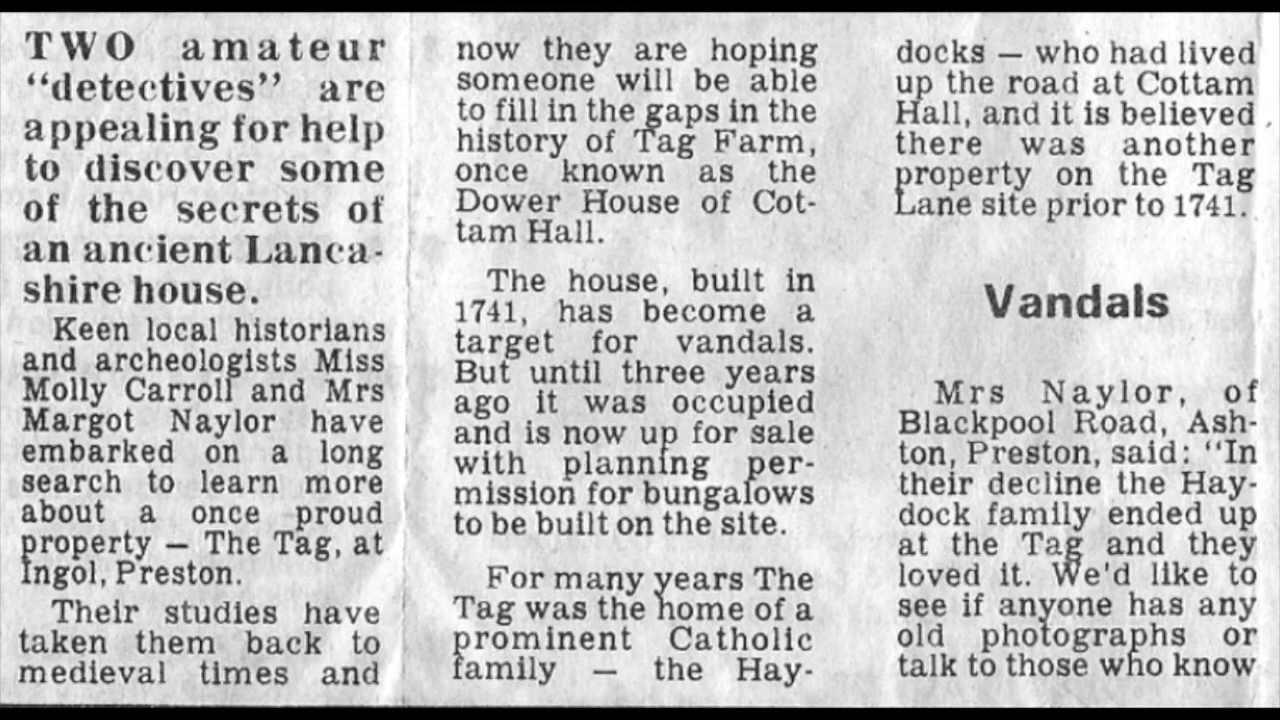 TWO amateur
“detectives” are
appealing for help
to discover some
of the secrets of
an ancient Lanca-
shire house.
Keen local historians
and archeologists Miss
Molly Carroll and Mrs
Margot Naylor have
embarked on a long
search to learn more
about a once proud
property — The Tag, at
Ingol, Preston.
Their studies have
taken them back to
medieval times and
now they are hoping
someone will be able
to fill in the gaps in the
history of Tag Farm,
once known as the
Dower House of Cot-
tam Hall.
The house, built in
1741, has become a
target for vandals.
But until three years
ago it was occupied
and is now up for sale
with planning per-
mission for bungalows
to be built on the site.
For many years The
Tag was the home of a
prominent Catholic
family — the Hay-
docks — who had lived
up the road at Cottam
Hall, and it is believed
there was another
property on the Tag
Lane site prior to 1741.
Vandals
Mrs Naylor, of
Blackpool Road, Ash-
ton, Preston, said: “In
their decline the Hay-
dock family ended up
at the Tag and they
loved it. We'd like to
see if anyone has any
old photographs or
talk to those who know